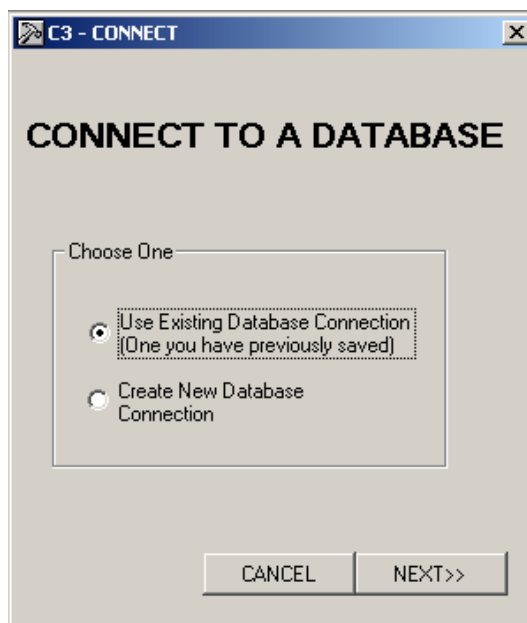 C3 - CONNECT
CONNECT TO A DATABASE
Choose One
Use Existing Database Connection
(One you have previously saved)
Create New Database
Connection
CANCEL
NEXT>>